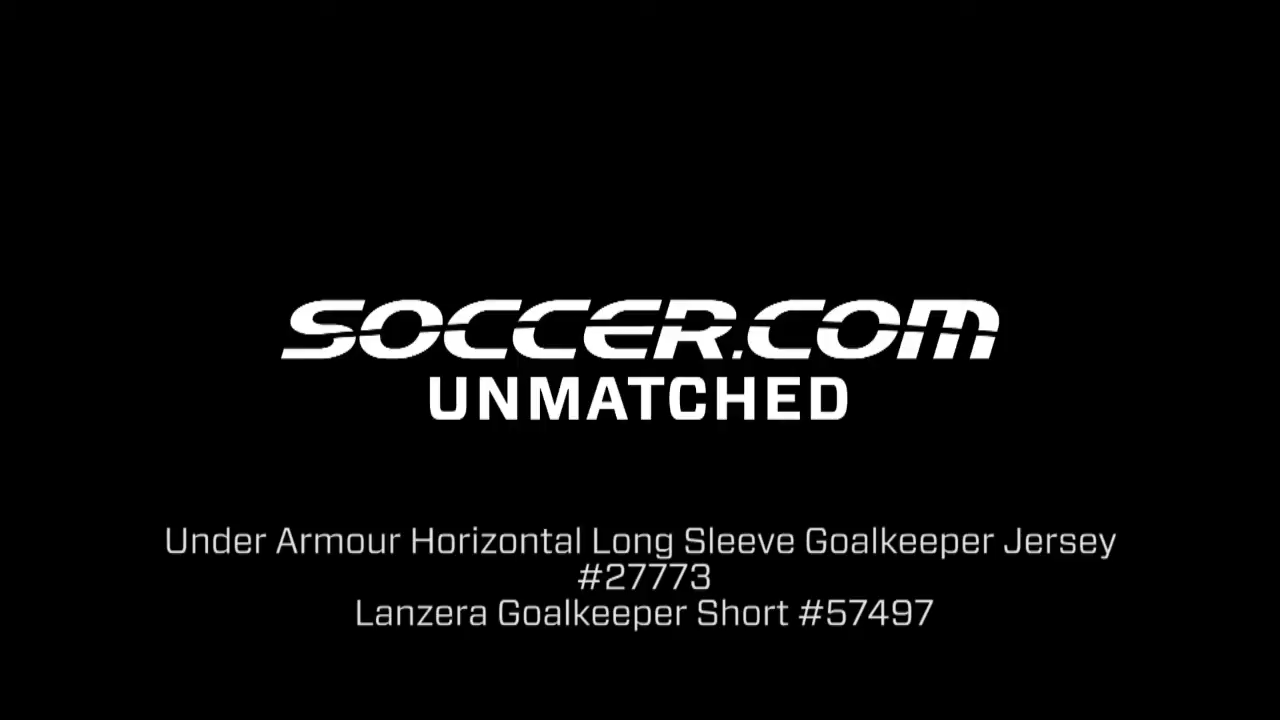 SOCCER.COM
UNMATCHED
Under Armour Horizontal Long Sleeve Goalkeeper Jersey
#27773
Lanzera Goalkeeper Short #57497